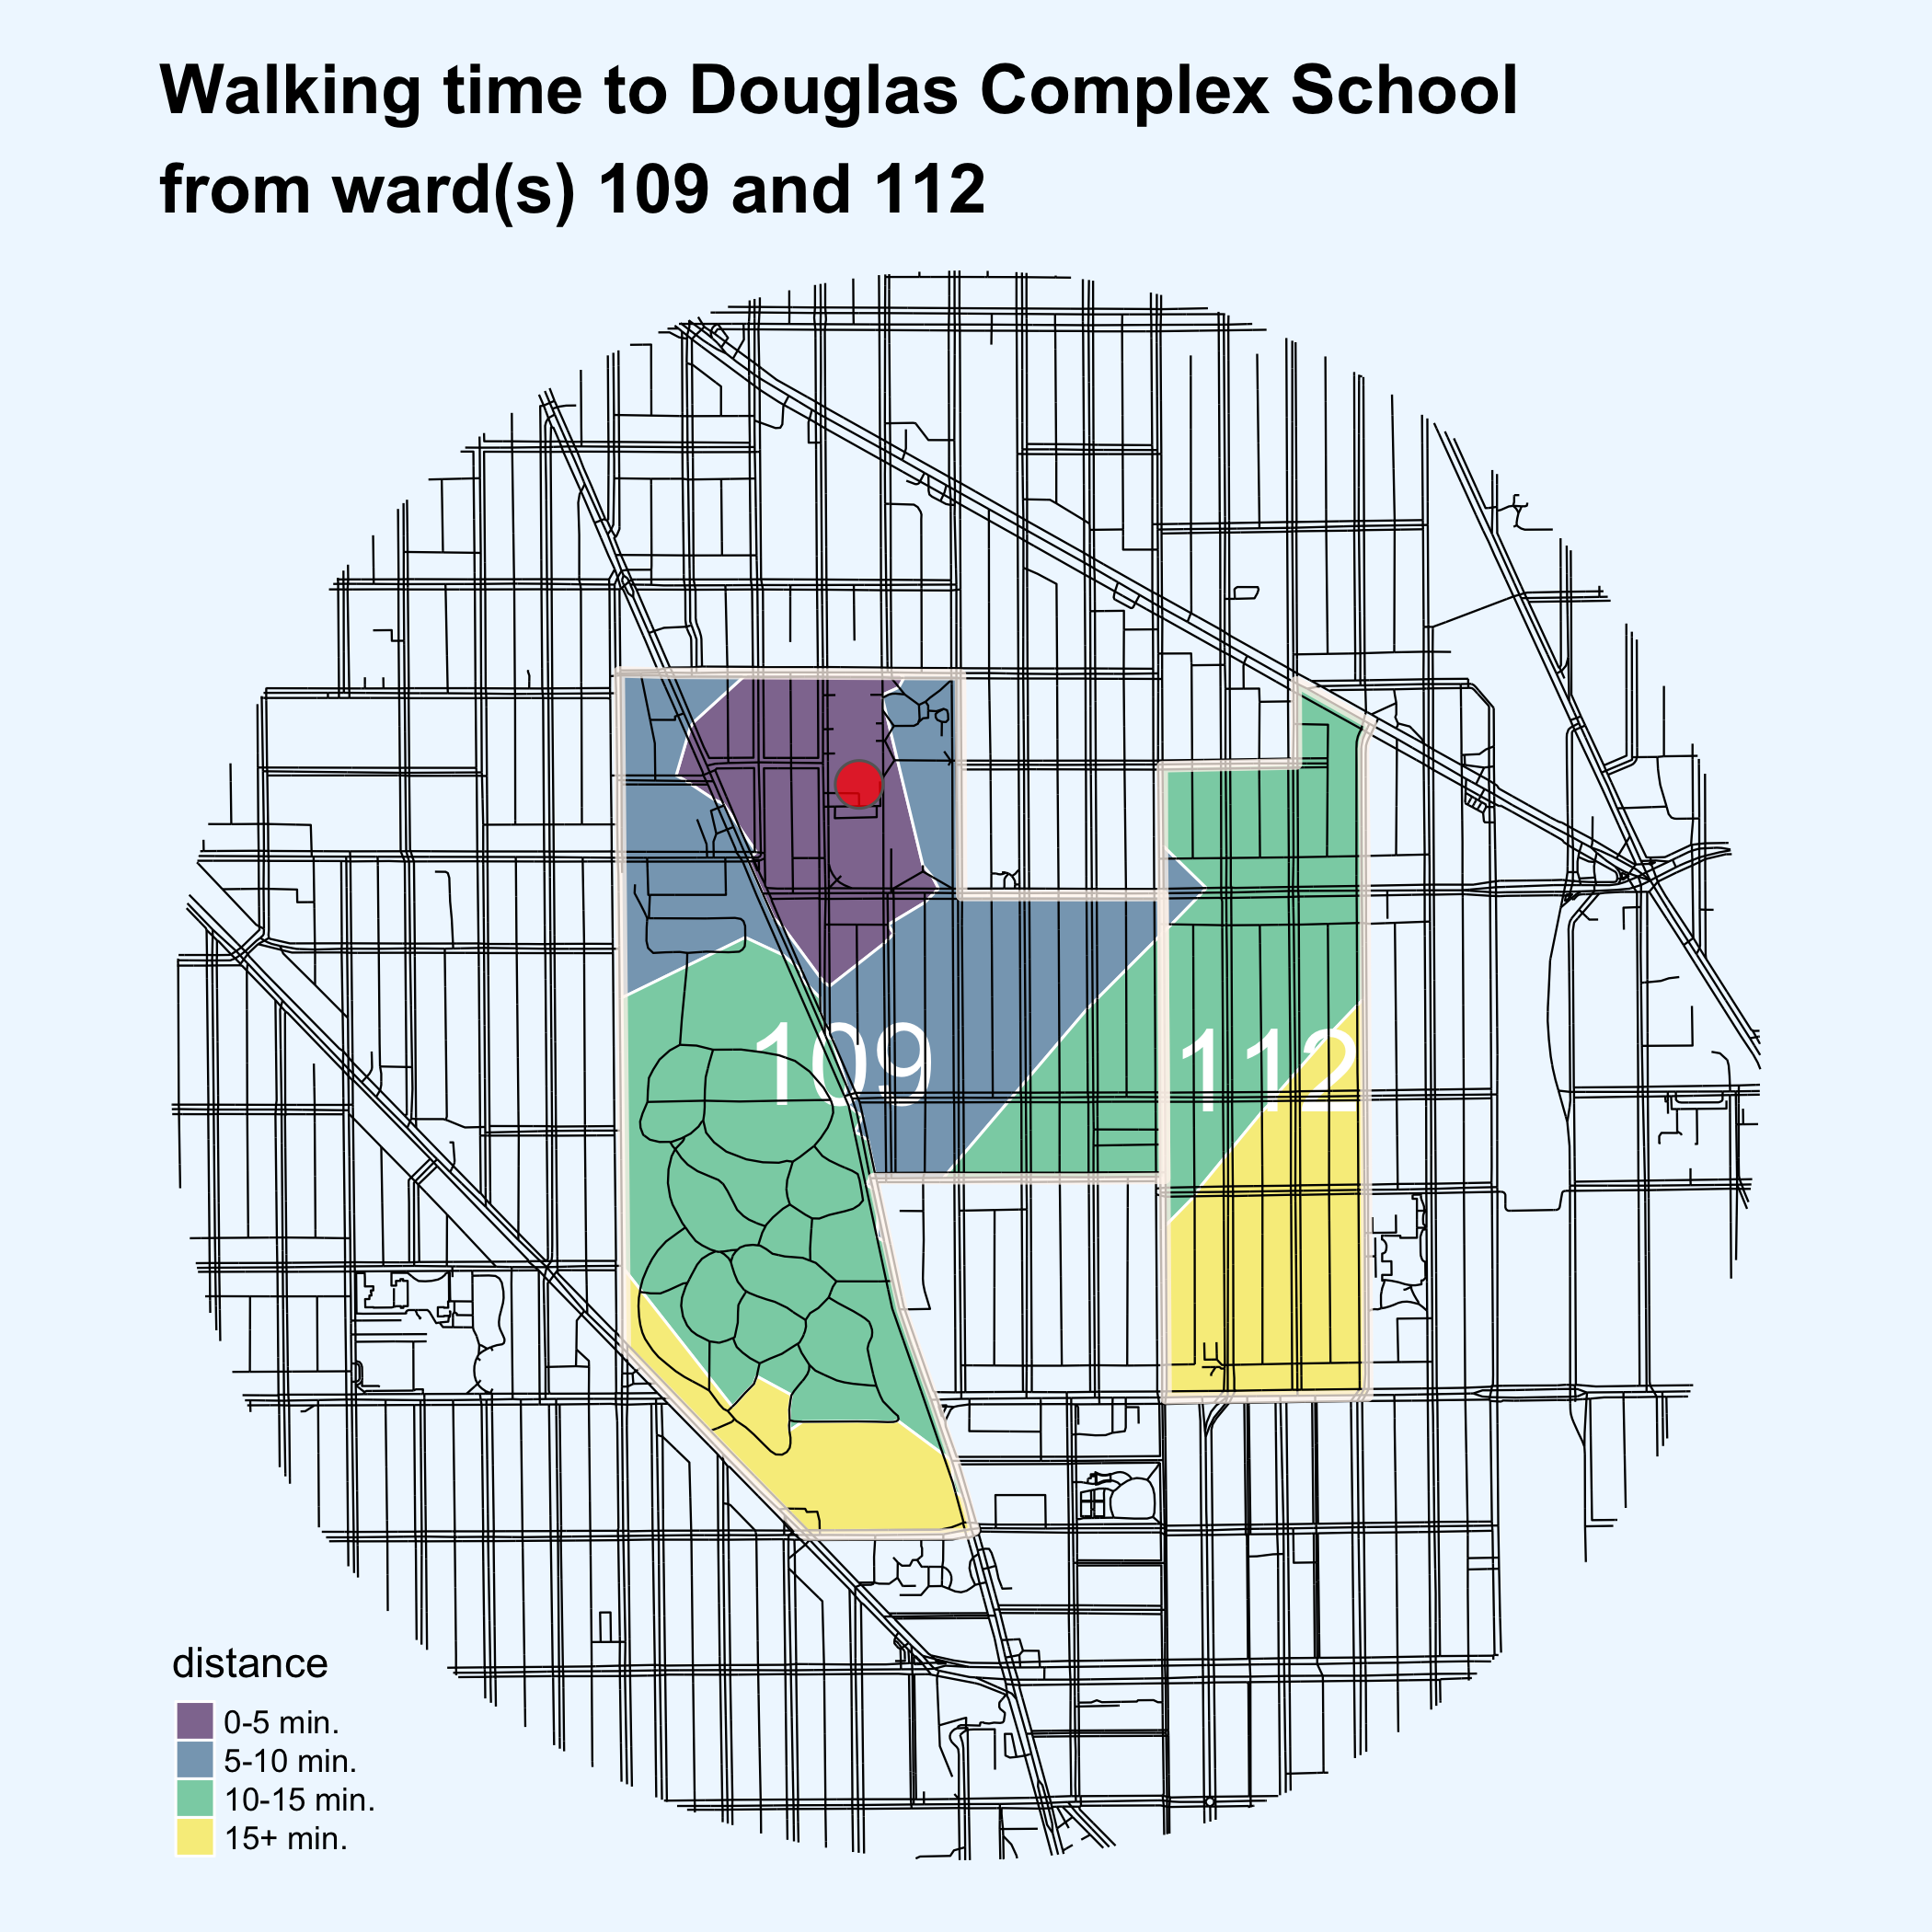 Walking time to Douglas Complex School
from ward(s) 109 and 112
109
112
distance
0-5 min.
5-10 min.
10-15 min.
15+ min.